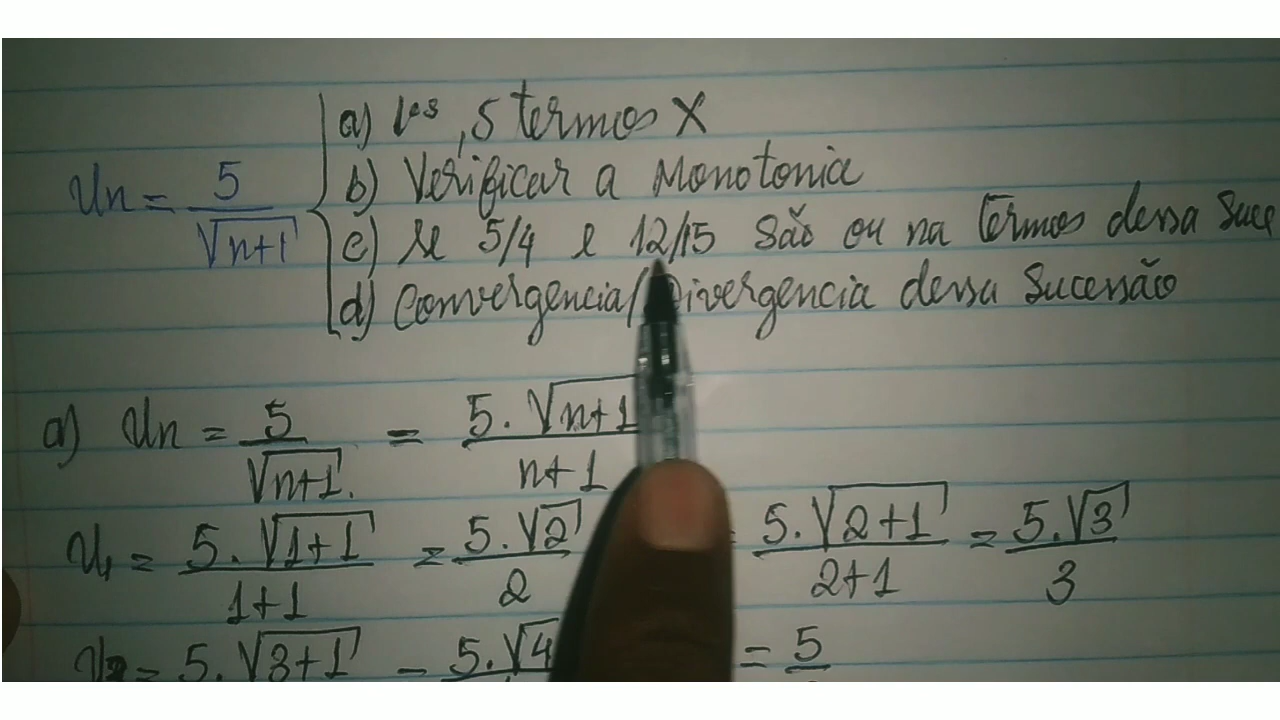 a) 1os, 5 termos X
Un = 5/√(n+1)
b) Verificar a Monotonia
c) se 5/4 e 12/15 São ou na termos dessa Suce
d) Convergencia/Divergencia dessa Sucessão
a) Un = 5/√(n+1) = 5.√(n+1)/(n+1)
U1 = 5.√(1+1)/(1+1) = 5.√2/2 = 5.√(2+1)/(2+1) = 5.√3/3
= 5.√(3+1) = 5.√4 = 5